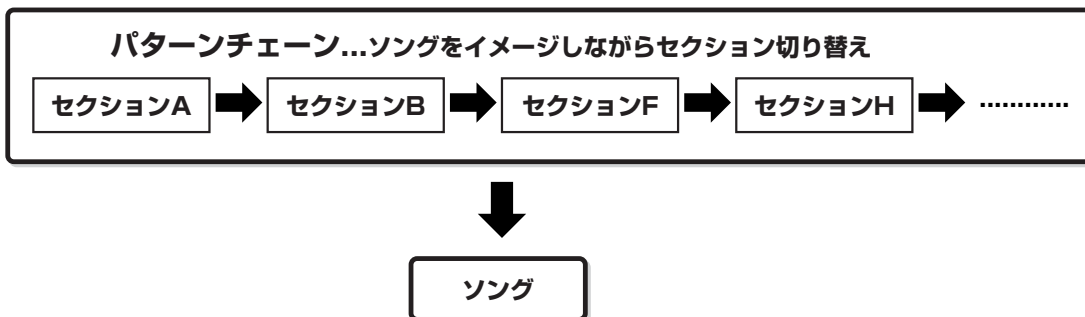 パターンチェーン...ソングをイメージしながらセクション切り替え
セクションA セクションB セクションF セクションH ............
ソング